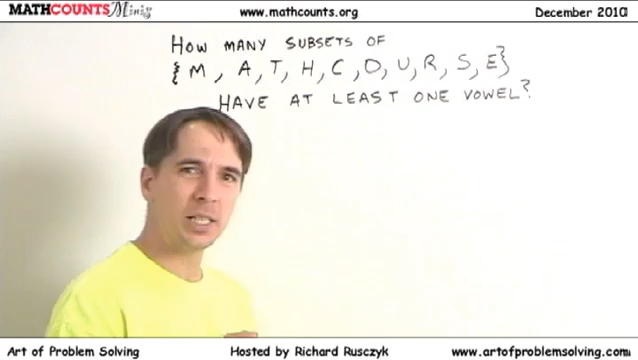 MATHCOUNTS Minis www.mathcounts.org December 2010
HOW MANY SUBSETS OF
{M, A, T, H, C, O, U, R, S, E}
HAVE AT LEAST ONE VOWEL?
Art of Problem Solving Hosted by Richard Rusczyk www.artofproblemsolving.com